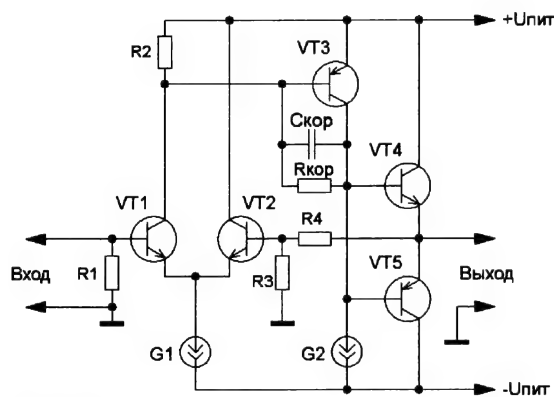 +Uпит
R2
VT3
Cкор
Rкор
VT4
VT1
VT2
R4
Вход
R1
R3
VT5
Выход
G1
G2
-Uпит